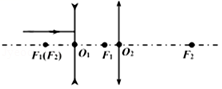 F₁(F₂) O₁ F₁ O₂ F₂